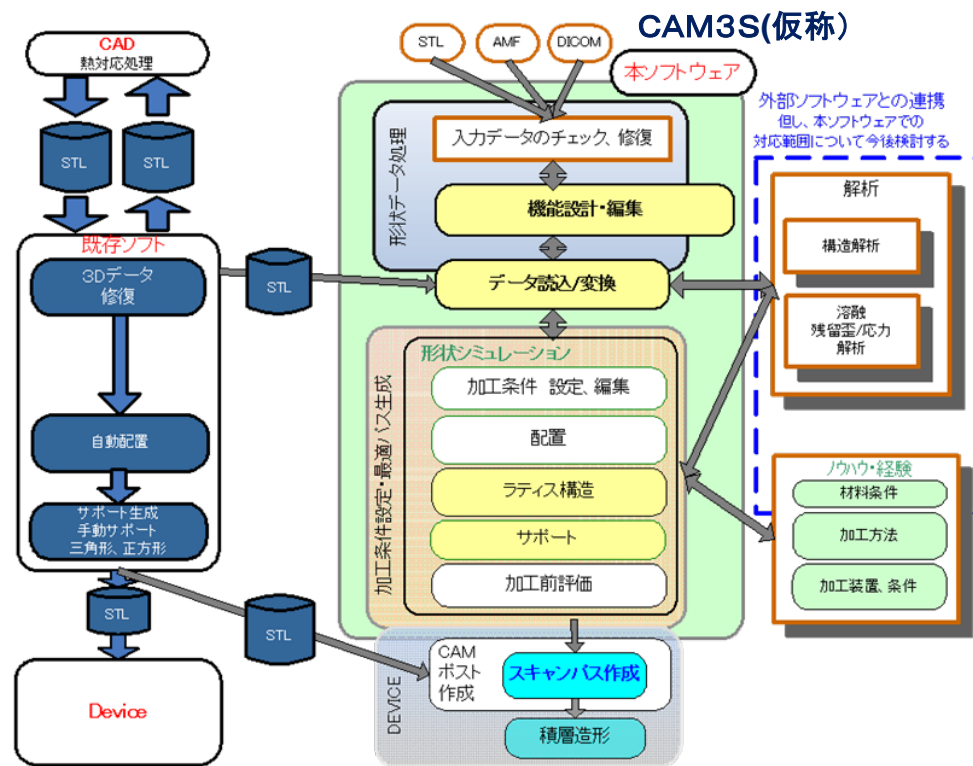 CAM3S(仮称)
CAD
熱対応処理
STL
STL
既存ソフト
3Dデータ
修復
自動配置
サポート生成
手動サポート
三角形、正方形
STL
Device
STL
STL
STL
AMF
DICOM
本ソフトウェア
形状データ処理
入力データのチェック、修復
機能設計・編集
データ読込/変換
加工条件設定・最適パス生成
形状シミュレーション
加工条件 設定、編集
配置
ラティス構造
サポート
加工前評価
DEVICE
CAM
ポスト
作成
スキャンパス作成
積層造形
外部ソフトウェアとの連携
但し、本ソフトウェアでの
対応範囲について今後検討する
解析
構造解析
溶融
残留歪/応力
解析
ノウハウ・経験
材料条件
加工方法
加工装置、条件